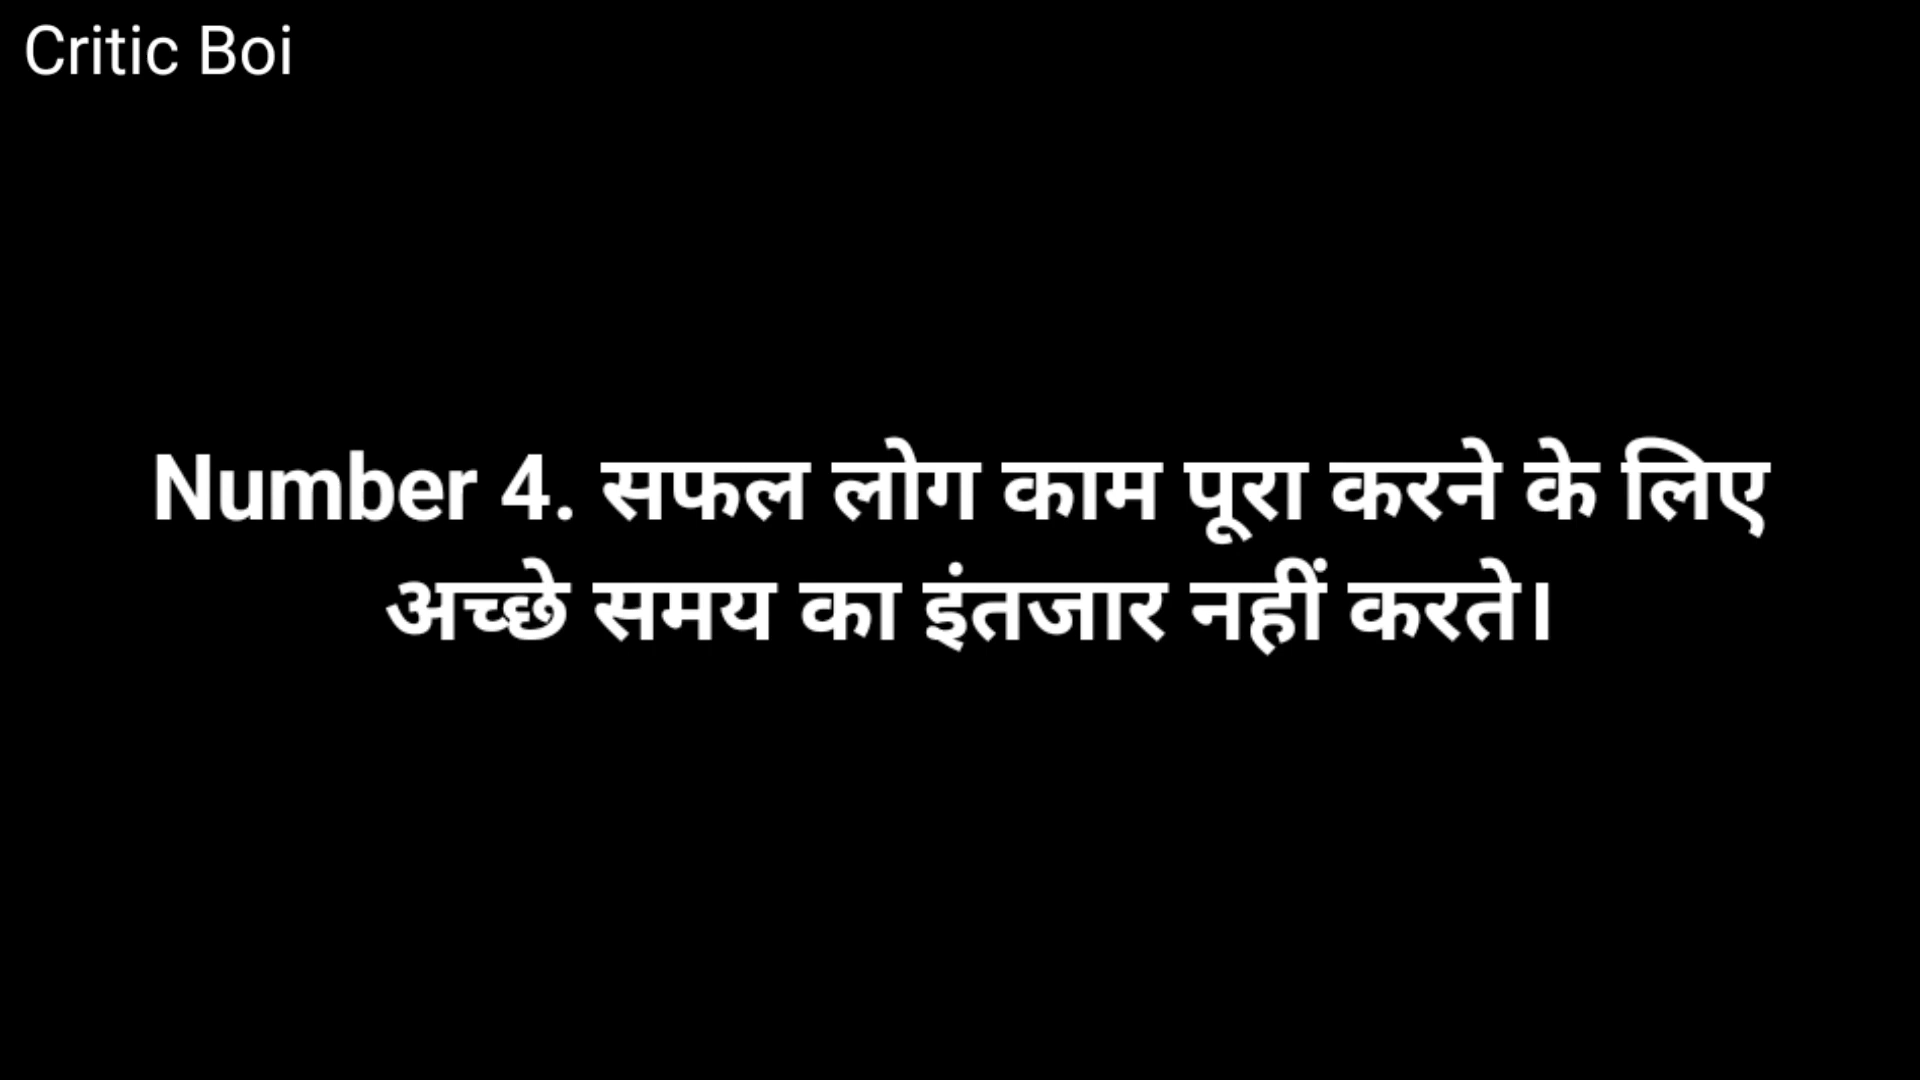 Critic Boi
Number 4. सफल लोग काम पूरा करने के लिए
अच्छे समय का इंतजार नहीं करते।